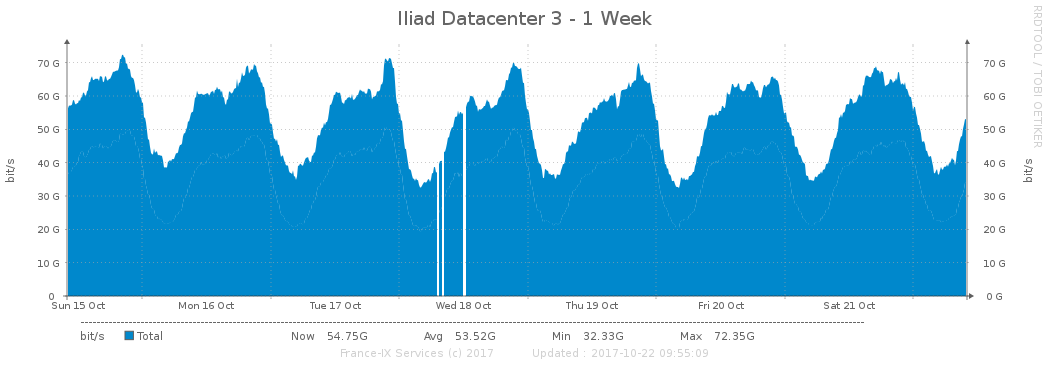 Iliad Datacenter 3 - 1 Week
RRDTOOL / TOBI OETIKER
70 G 70 G
60 G 60 G
50 G 50 G
40 G 40 G
30 G 30 G
20 G 20 G
10 G 10 G
0 0 G
bit/s bit/s
Sun 15 Oct Mon 16 Oct Tue 17 Oct Wed 18 Oct Thu 19 Oct Fri 20 Oct Sat 21 Oct
bit/s Total Now 54.75G Avg 53.52G Min 32.33G Max 72.35G
France-IX Services (c) 2017 Updated : 2017-10-22 09:55:09